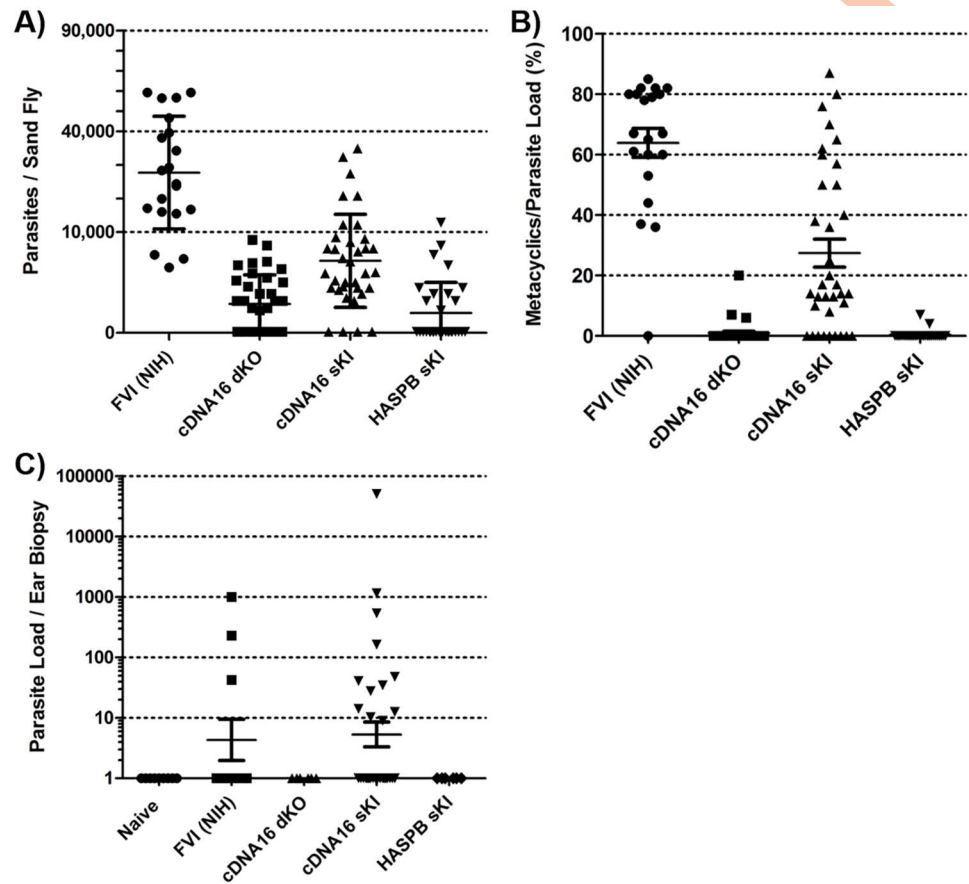 A)
Parasites / Sand Fly
90,000
40,000
10,000
0
FVI (NIH)
cDNA16 dKO
cDNA16 sKI
HASPB sKI
B)
Metacyclics/Parasite Load (%)
100
80
60
40
20
0
FVI (NIH)
cDNA16 dKO
cDNA16 sKI
HASPB sKI
C)
Parasite Load / Ear Biopsy
100000
10000
1000
100
10
1
Naive
FVI (NIH)
cDNA16 dKO
cDNA16 sKI
HASPB sKI